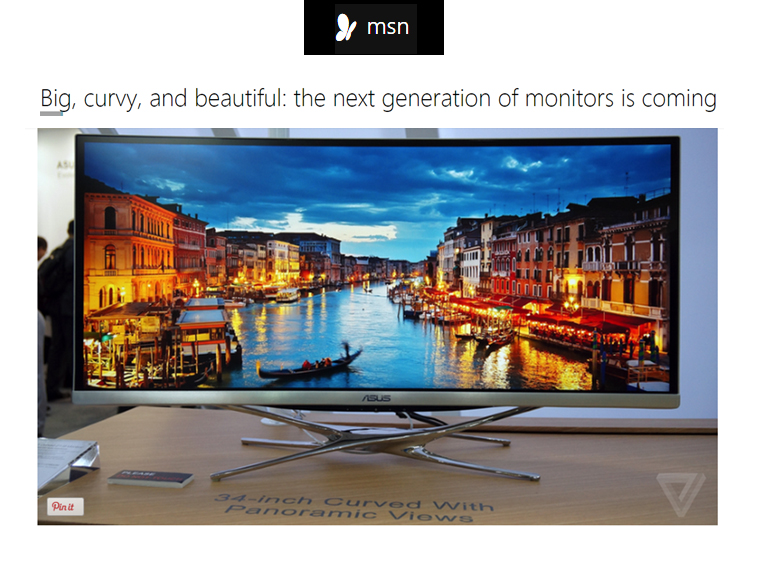 msn
Big, curvy, and beautiful: the next generation of monitors is coming
ASUS
PLEASE
34-inch Curved With
Panoramic Views
Pin it